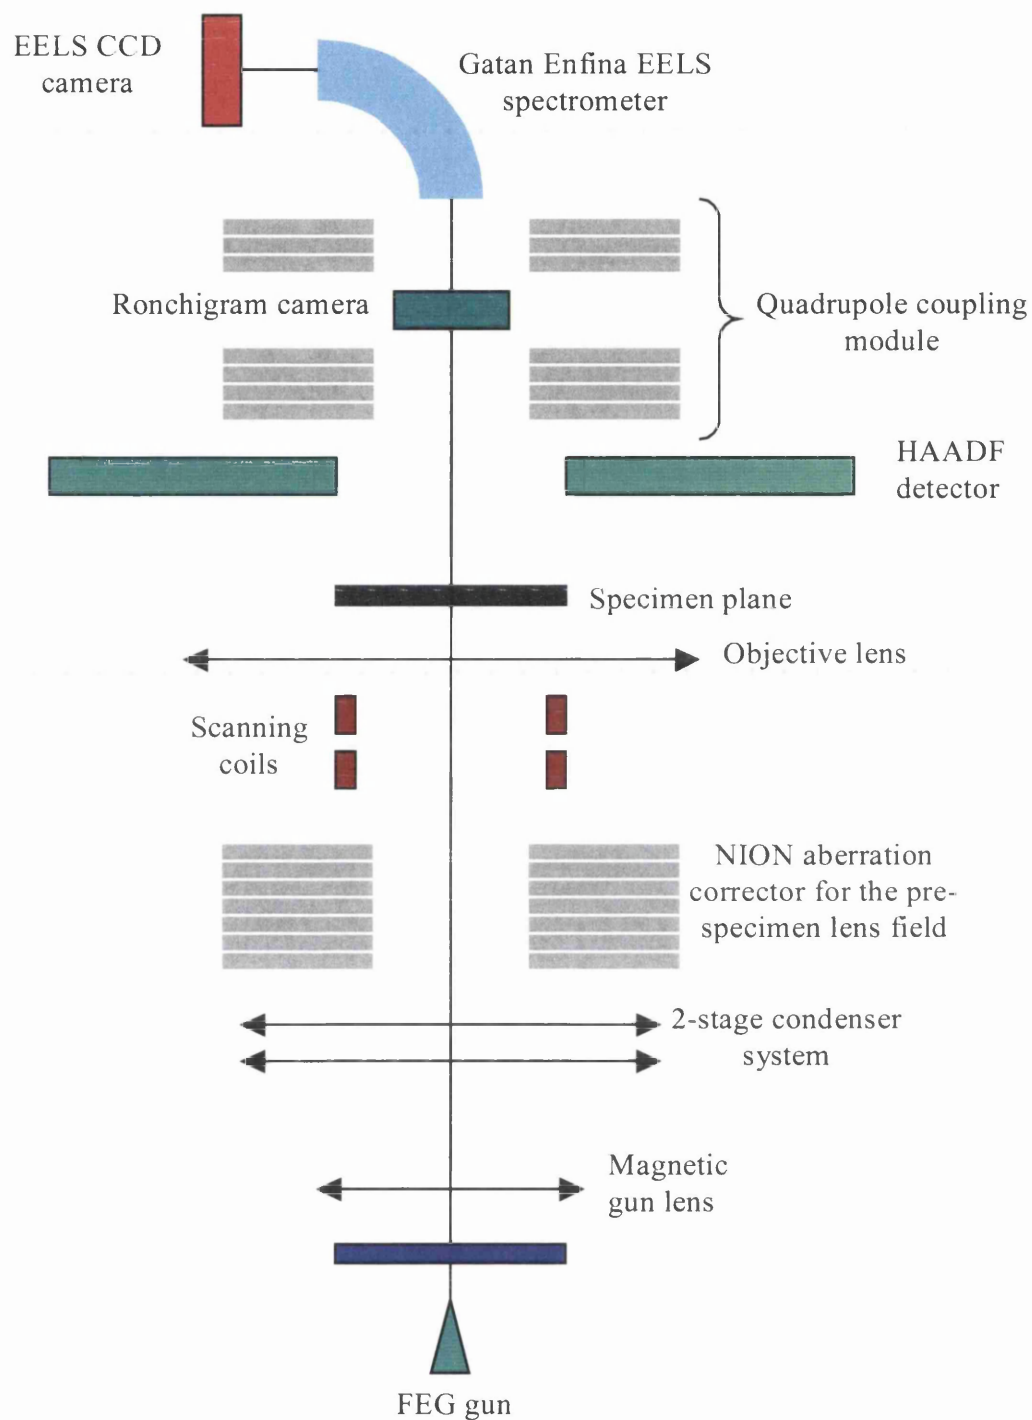 EELS CCD
camera
Gatan Enfina EELS
spectrometer
Ronchigram camera
Quadrupole coupling
module
HAADF
detector
Specimen plane
Objective lens
Scanning
coils
NION aberration
corrector for the pre-
specimen lens field
2-stage condenser
system
Magnetic
gun lens
FEG gun